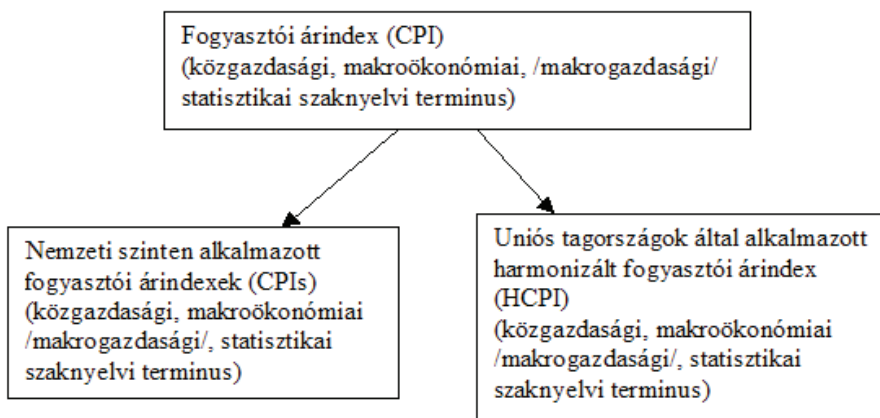 Fogyasztói árindex (CPI)
(közgazdasági, makroökonómiai, /makrogazdasági/
statisztikai szaknyelvi terminus)
Nemzeti szinten alkalmazott
fogyasztói árindexek (CPIs)
(közgazdasági, makroökonómiai
/makrogazdasági/, statisztikai
szaknyelvi terminus)
Uniós tagországok által alkalmazott
harmonizált fogyasztói árindex
(HCPI)
(közgazdasági, makroökonómiai
/makrogazdasági/, statisztikai
szaknyelvi terminus)